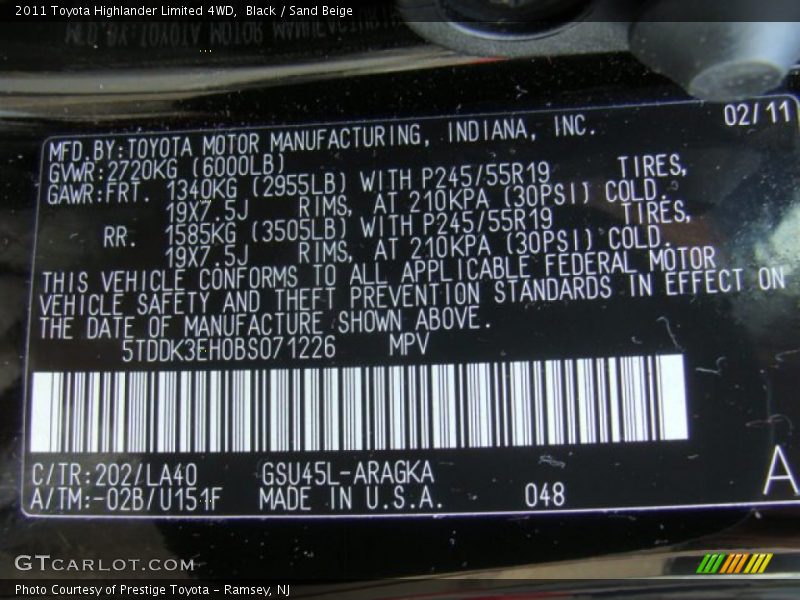 2011 Toyota Highlander Limited 4WD, Black / Sand Beige
02/11
MFD.BY:TOYOTA MOTOR MANUFACTURING, INDIANA, INC.
GVWR:2720KG (6000LB)
GAWR:FRT. 1340KG (2955LB) WITH P245/55R19 TIRES,
19X7.5J RIMS, AT 210KPA (30PSI) COLD.
RR. 1585KG (3505LB) WITH P245/55R19 TIRES,
19X7.5J RIMS, AT 210KPA (30PSI) COLD.
THIS VEHICLE CONFORMS TO ALL APPLICABLE FEDERAL MOTOR
VEHICLE SAFETY AND THEFT PREVENTION STANDARDS IN EFFECT ON
THE DATE OF MANUFACTURE SHOWN ABOVE.
5TDDK3EH0BS071226 MPV
C/TR:202/LA40 GSU45L-ARAGKA
A/TM:-02B/U151F MADE IN U.S.A. 048
A
GTCARLOT.COM
Photo Courtesy of Prestige Toyota - Ramsey, NJ